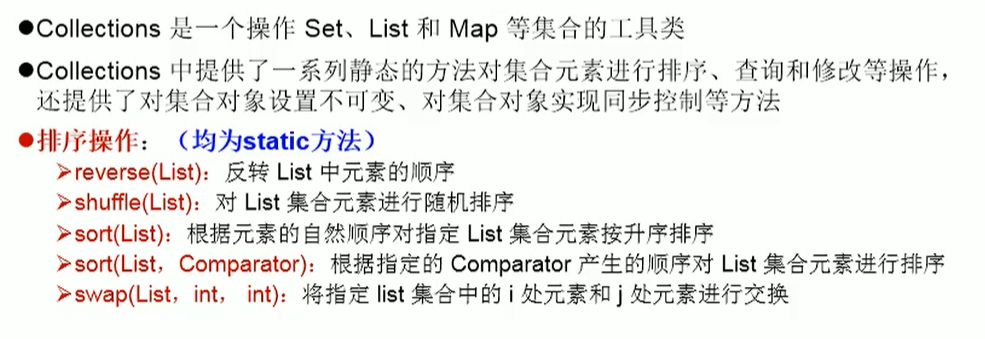 ●Collections 是一个操作 Set、List 和 Map 等集合的工具类
●Collections 中提供了一系列静态的方法对集合元素进行排序、查询和修改等操作，
还提供了对集合对象设置不可变、对集合对象实现同步控制等方法
●排序操作：（均为static方法）
➢reverse(List)：反转 List 中元素的顺序
➢shuffle(List)：对 List 集合元素进行随机排序
➢sort(List)：根据元素的自然顺序对指定 List 集合元素按升序排序
➢sort(List，Comparator)：根据指定的 Comparator 产生的顺序对 List 集合元素进行排序
➢swap(List，int， int)：将指定 list 集合中的 i 处元素和 j 处元素进行交换